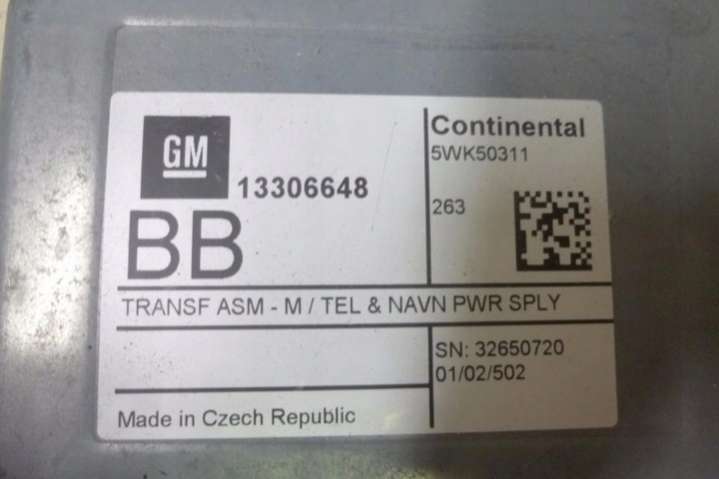 GM
13306648
BB
Continental
5WK50311
263
TRANSF ASM - M / TEL & NAVN PWR SPLY
SN: 32650720
01/02/502
Made in Czech Republic